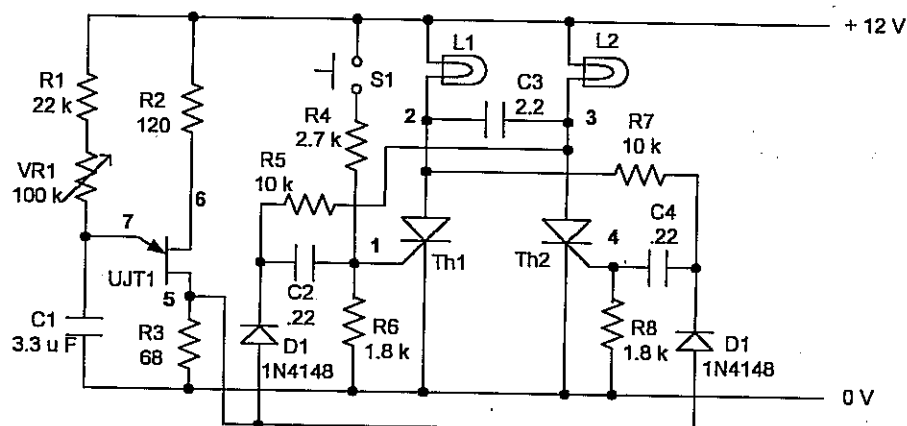 + 12 V
L1
L2
R1
22 k
R2
120
S1
C3
2.2
2
3
R4
2.7 k
R7
10 k
VR1
100 k
R5
10 k
6
7
1
Th1
Th2
4
C4
.22
UJT1
5
C2
.22
C1
3.3 u F
R3
68
D1
1N4148
R6
1.8 k
R8
1.8 k
D1
1N4148
0 V